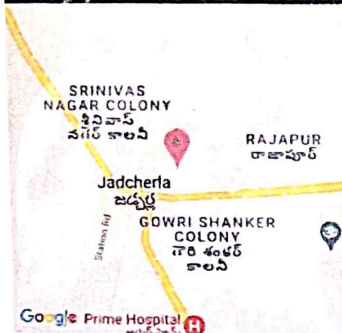 SRINIVAS
NAGAR COLONY
శ్రీనివాస్
నగర్ కాలనీ
RAJAPUR
రాజాపూర్
Jadcherla
జడ్చర్ల
Station Rd
GOWRI SHANKER
COLONY
గౌరి శంకర్
కాలనీ
Google Prime Hospital H